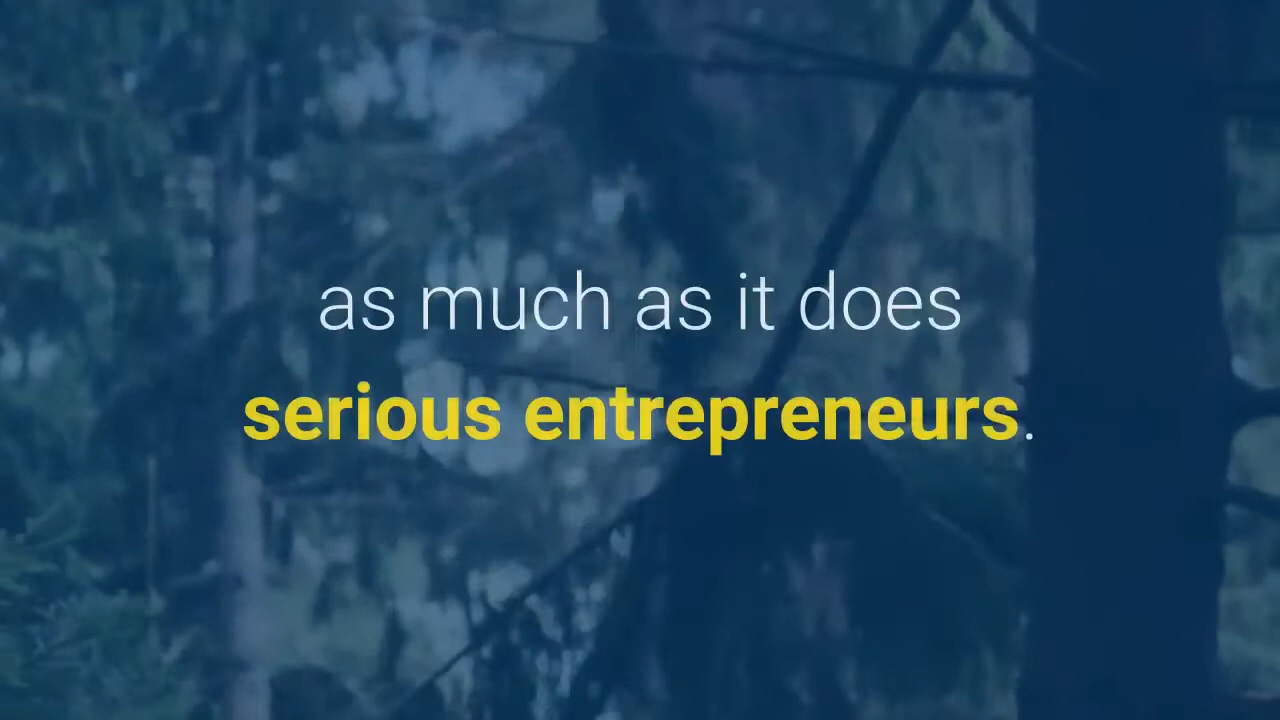 as much as it does
serious entrepreneurs.